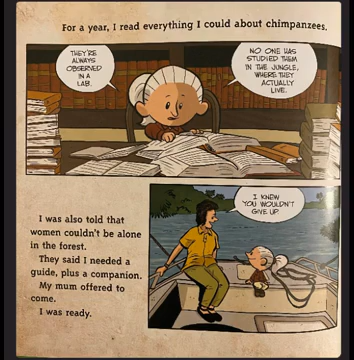 For a year, I read everything I could about chimpanzees.
THEY'RE
ALWAYS
OBSERVED
IN A
LAB.
NO ONE HAS
STUDIED THEM
IN THE JUNGLE,
WHERE THEY
ACTUALLY
LIVE.
I was also told that
women couldn't be alone
in the forest.
They said I needed a
guide, plus a companion.
My mum offered to
come.
I was ready.
I KNEW
YOU WOULDN'T
GIVE UP.